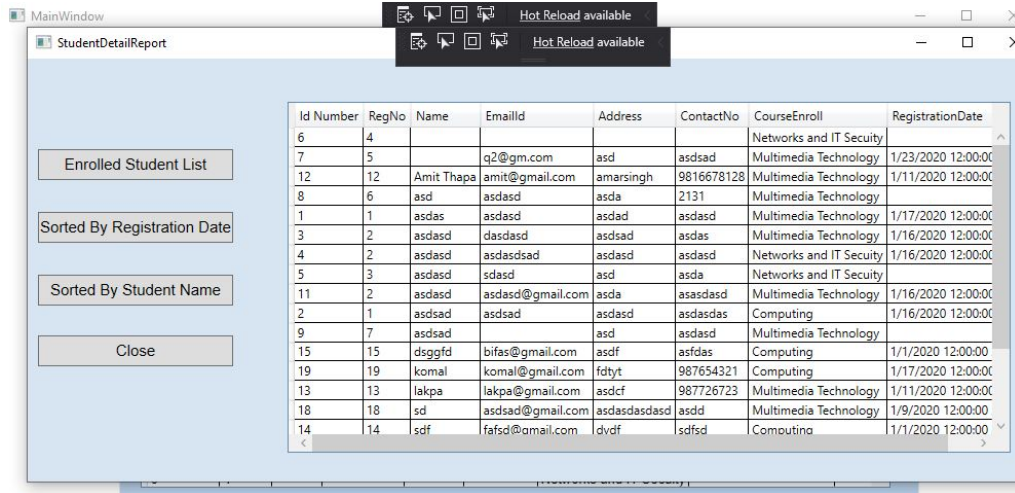 MainWindow
Hot Reload available
StudentDetailReport
Hot Reload available
Enrolled Student List
Sorted By Registration Date
Sorted By Student Name
Close
Id Number RegNo Name EmailId Address ContactNo CourseEnroll RegistrationDate
6 4 Networks and IT Secuity
7 5 q2@gm.com asd asdsad Multimedia Technology 1/23/2020 12:00:00
12 12 Amit Thapa amit@gmail.com amarsingh 9816678128 Multimedia Technology 1/11/2020 12:00:00
8 6 asd asdasd asda 2131 Multimedia Technology
1 1 asdas asdasd asdad asdasd Multimedia Technology 1/17/2020 12:00:00
3 2 asdasd dasdasd asdsad asdas Multimedia Technology 1/16/2020 12:00:00
4 2 asdasd asdasdsad asdasd asdasd Networks and IT Secuity 1/16/2020 12:00:00
5 3 asdasd sdasd asd asda Networks and IT Secuity
11 2 asdasd asdasd@gmail.com asda asasdasd Multimedia Technology 1/16/2020 12:00:00
2 1 asdsad asdsad asdasd asdasdas Computing 1/16/2020 12:00:00
9 7 asdsad asd asdasd Multimedia Technology
15 15 dsggfd bifas@gmail.com asdf asfdas Computing 1/1/2020 12:00:00
19 19 komal komal@gmail.com fdtyt 987654321 Computing 1/17/2020 12:00:00
13 13 lakpa lakpa@gmail.com asdcf 987726723 Multimedia Technology 1/11/2020 12:00:00
18 18 sd asdsad@gmail.com asdasdasdasd asdd Multimedia Technology 1/9/2020 12:00:00
14 14 sdf fafsd@gmail.com dvdf sdfsd Computing 1/1/2020 12:00:00
Networks and IT Secuity